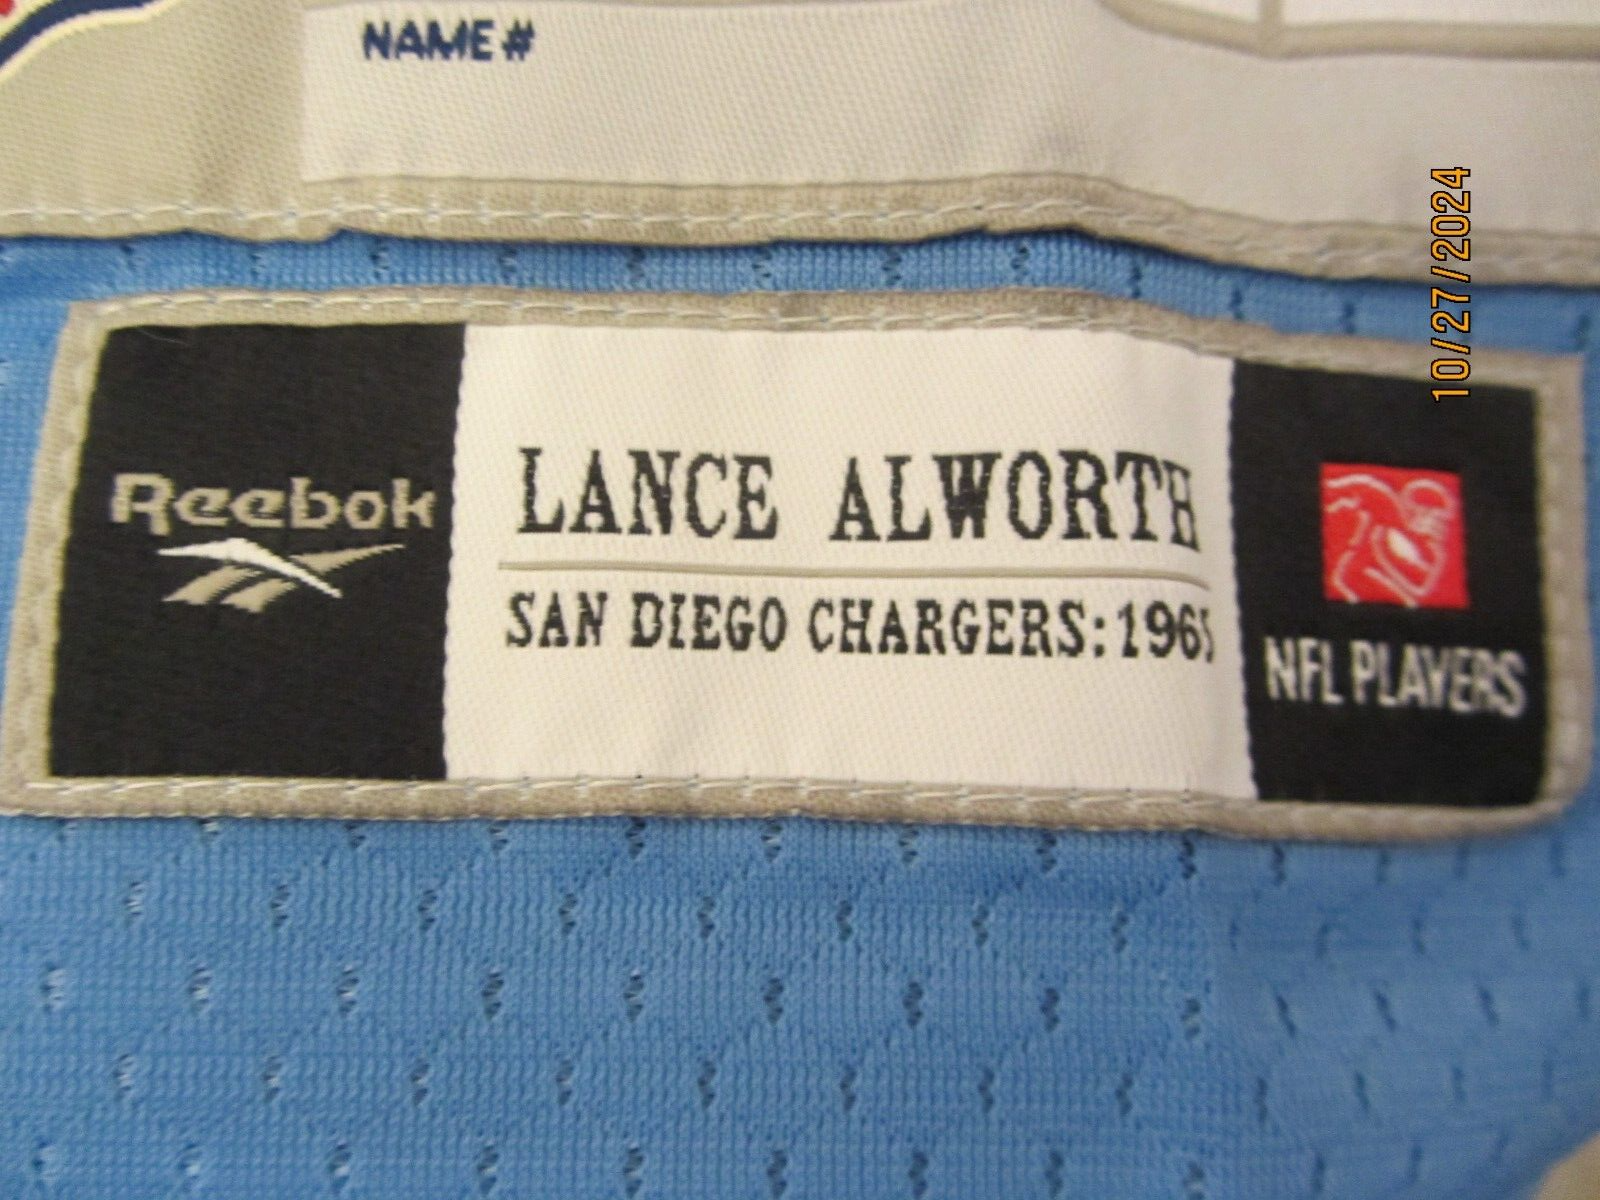 NAME#
10/27/2024
Reebok
LANCE ALWORTH
SAN DIEGO CHARGERS:1965
NFL PLAYERS